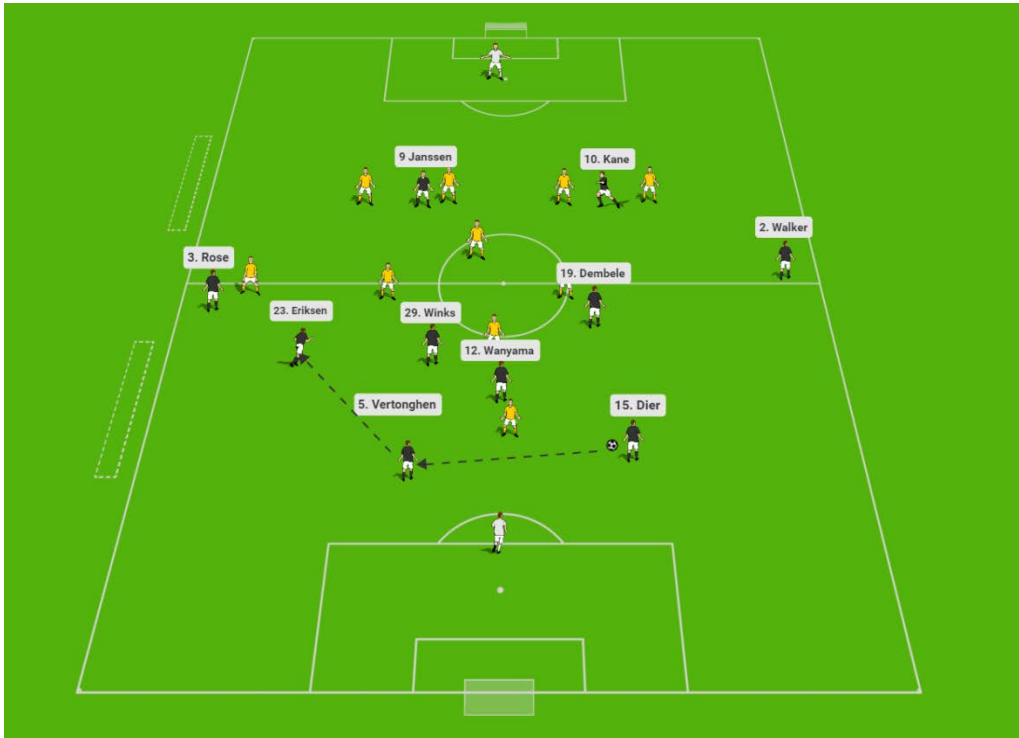 9 Janssen
10. Kane
2. Walker
3. Rose
19. Dembele
23. Eriksen
29. Winks
12. Wanyama
5. Vertonghen
15. Dier